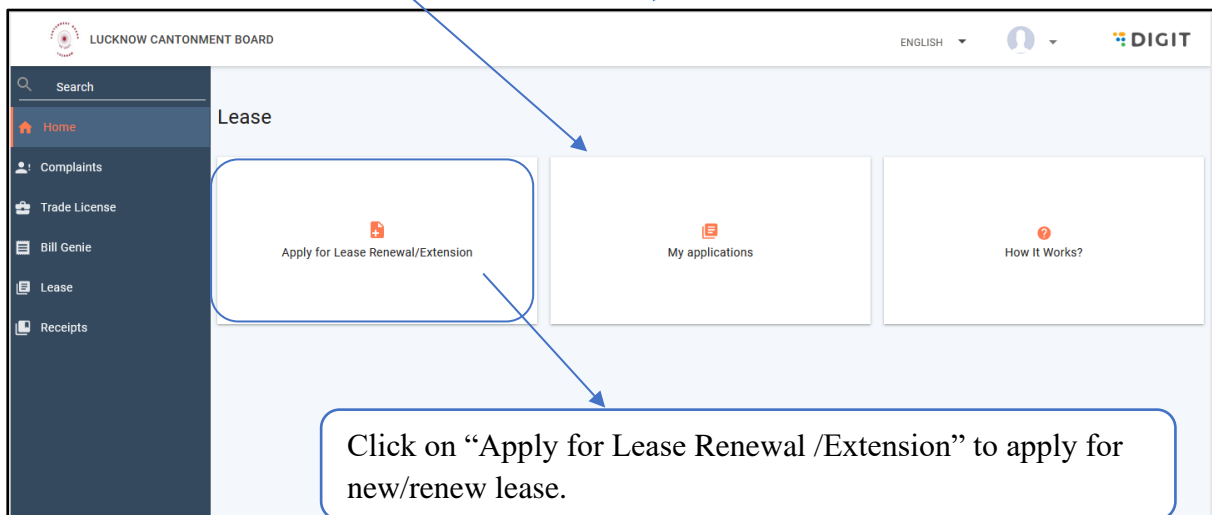 LUCKNOW CANTONMENT BOARD
ENGLISH
DIGIT
Search
Home
Complaints
Trade License
Bill Genie
Lease
Receipts
Lease
Apply for Lease Renewal/Extension
My applications
How It Works?
Click on “Apply for Lease Renewal /Extension” to apply for
new/renew lease.